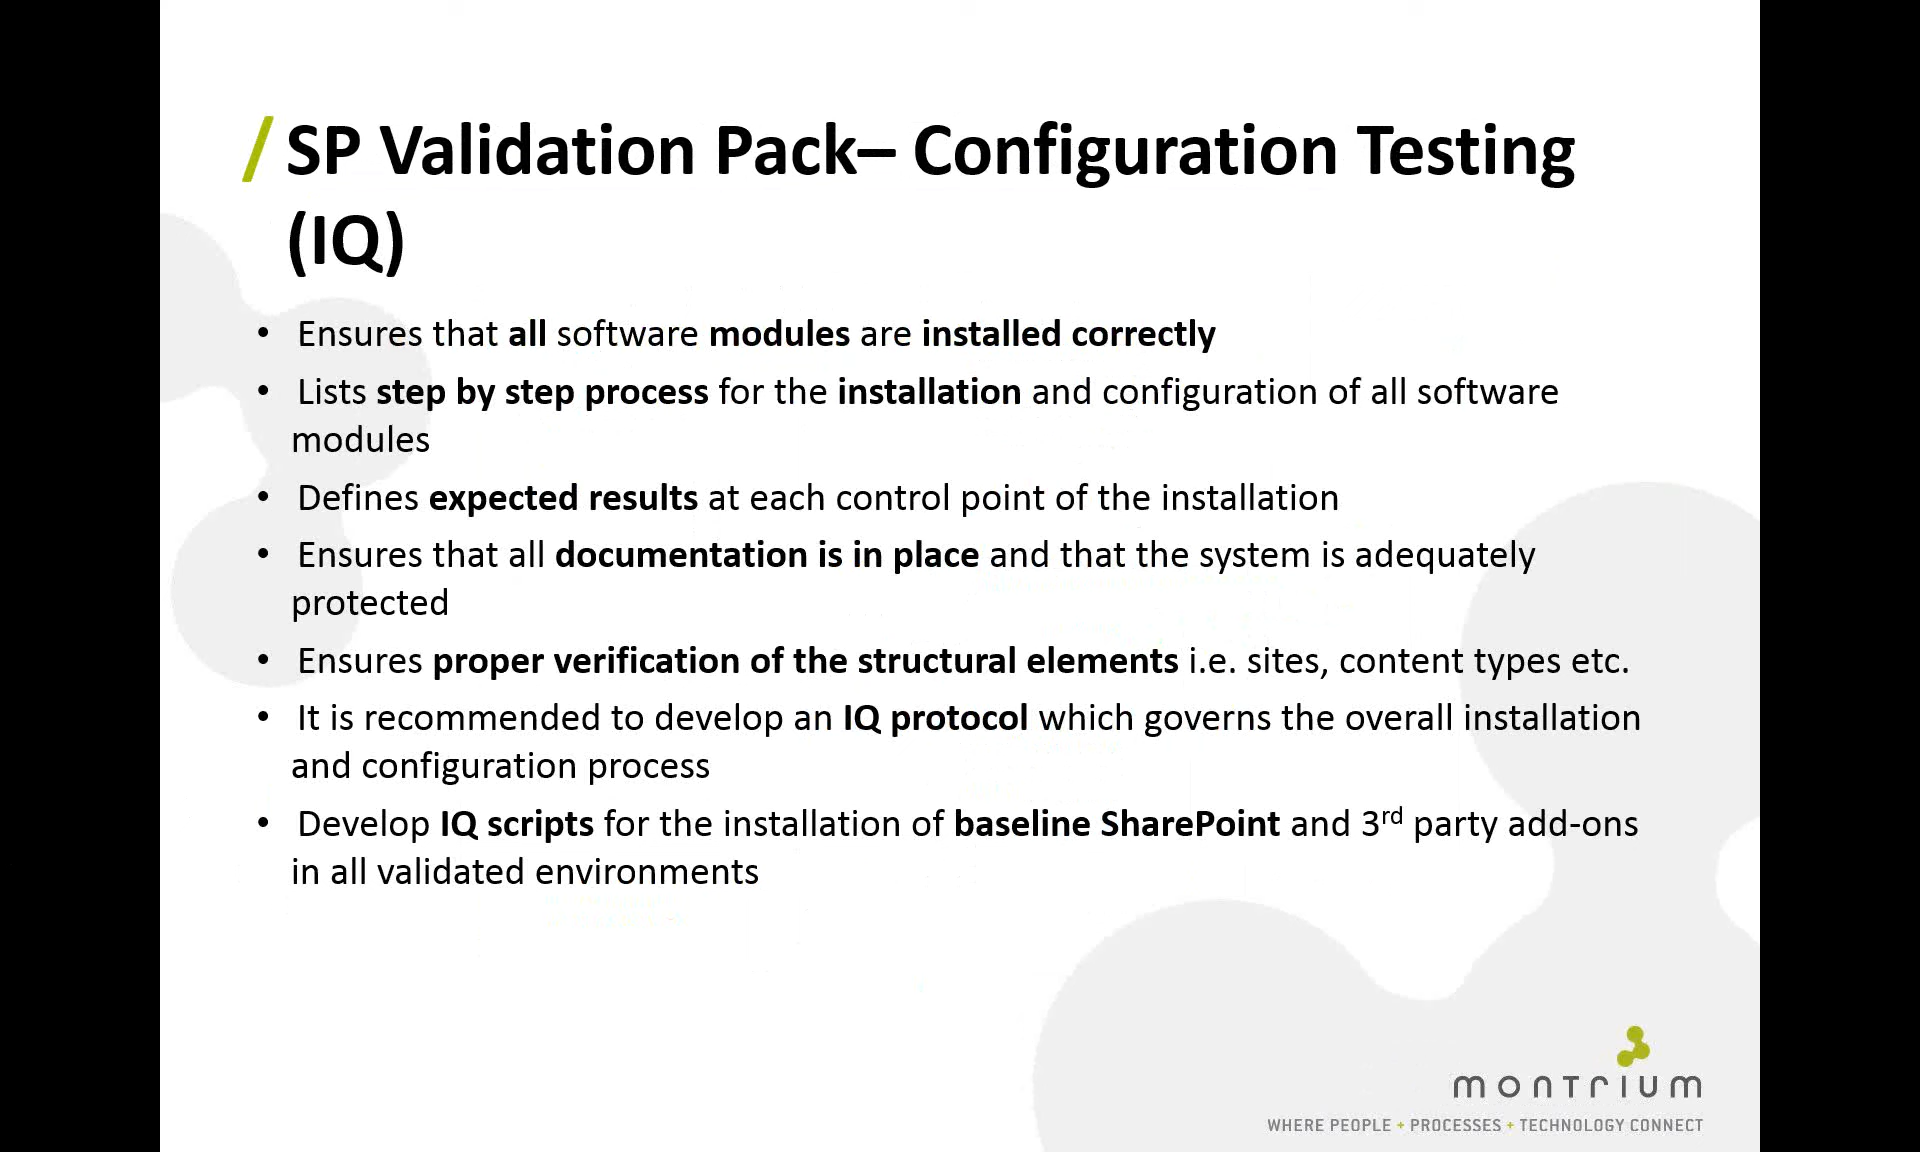 / SP Validation Pack– Configuration Testing
(IQ)
• Ensures that all software modules are installed correctly
• Lists step by step process for the installation and configuration of all software
modules
• Defines expected results at each control point of the installation
• Ensures that all documentation is in place and that the system is adequately
protected
• Ensures proper verification of the structural elements i.e. sites, content types etc.
• It is recommended to develop an IQ protocol which governs the overall installation
and configuration process
• Develop IQ scripts for the installation of baseline SharePoint and 3rd party add-ons
in all validated environments
montrium
WHERE PEOPLE + PROCESSES + TECHNOLOGY CONNECT